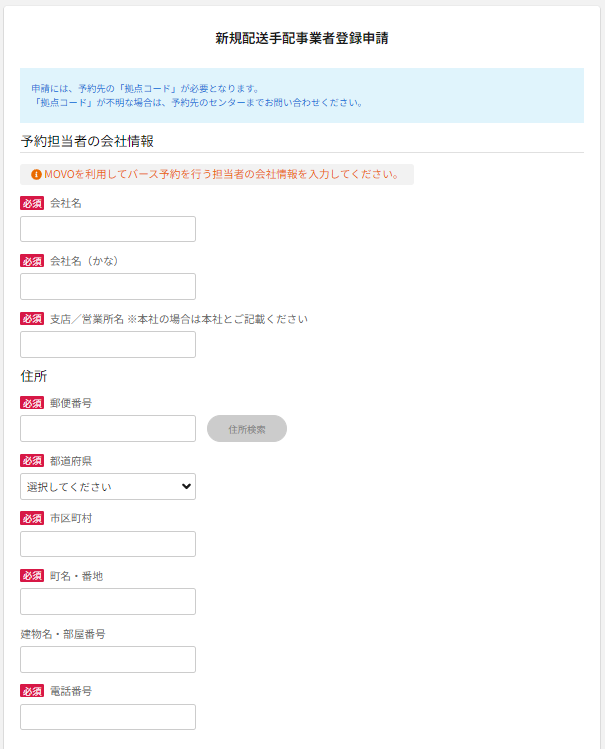 新規配送手配事業者登録申請
申請には、予約先の「拠点コード」が必要となります。
「拠点コード」が不明な場合は、予約先のセンターまでお問い合わせください。
予約担当者の会社情報
MOVOを利用してバース予約を行う担当者の会社情報を入力してください。
必須 会社名
必須 会社名（かな）
必須 支店／営業所名 ※本社の場合は本社とご記載ください
住所
必須 郵便番号
住所検索
必須 都道府県
選択してください
必須 市区町村
必須 町名・番地
建物名・部屋番号
必須 電話番号